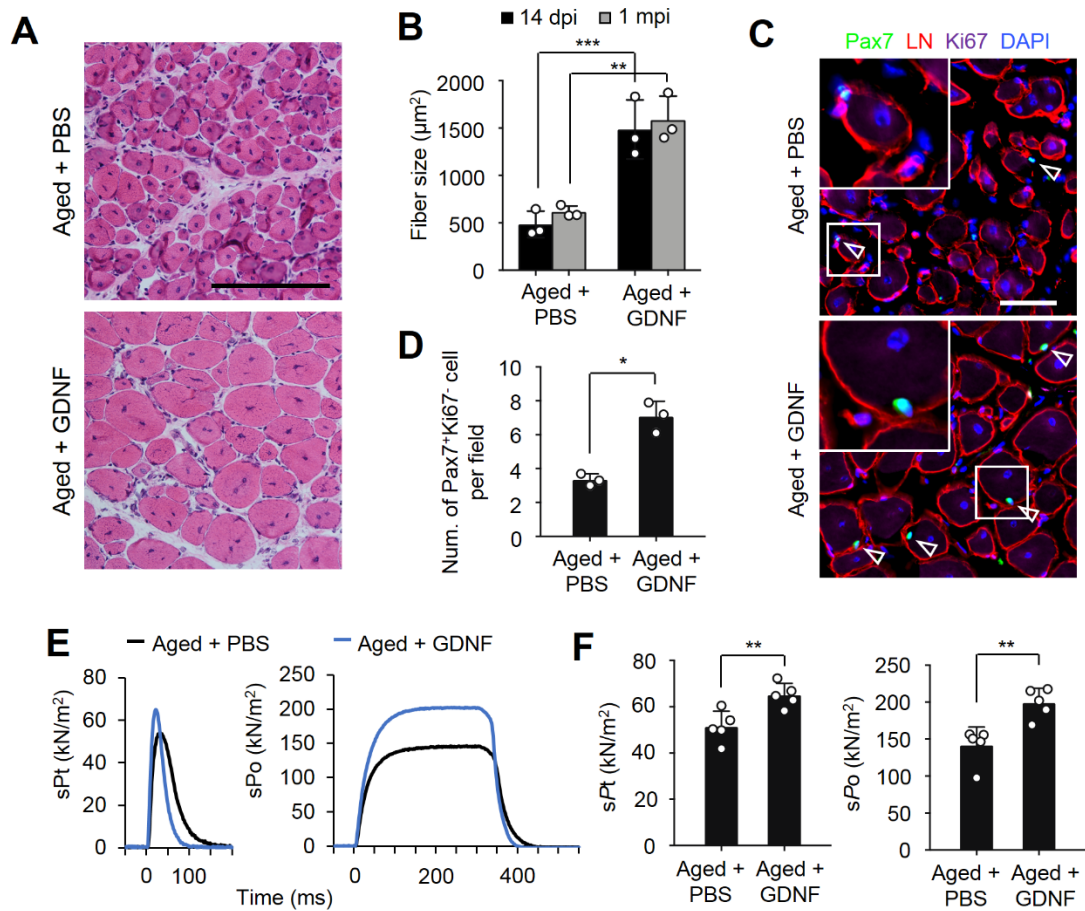 A
Aged + PBS
Aged + GDNF
B
14 dpi
1 mpi
***
**
Fiber size (µm²)
2000
1500
1000
500
0
Aged + PBS
Aged + GDNF
C
Pax7 LN Ki67 DAPI
Aged + PBS
Aged + GDNF
D
*
Num. of Pax7⁺Ki67⁻ cell
per field
10
8
6
4
2
0
Aged + PBS
Aged + GDNF
E
Aged + PBS
Aged + GDNF
sPt (kN/m²)
80
60
40
20
0
0 100
sPo (kN/m²)
250
200
150
100
50
0
0 200 400
Time (ms)
F
**
sPt (kN/m²)
80
60
40
20
0
Aged + PBS
Aged + GDNF
**
sPo (kN/m²)
250
200
150
100
50
0
Aged + PBS
Aged + GDNF